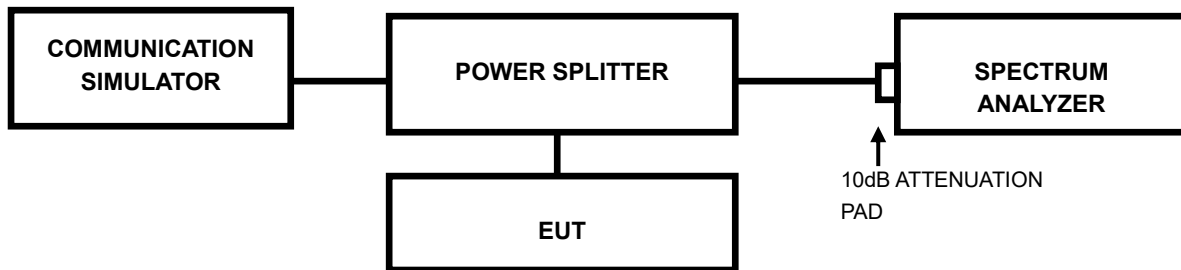 COMMUNICATION
SIMULATOR
POWER SPLITTER
SPECTRUM
ANALYZER
10dB ATTENUATION
PAD
EUT